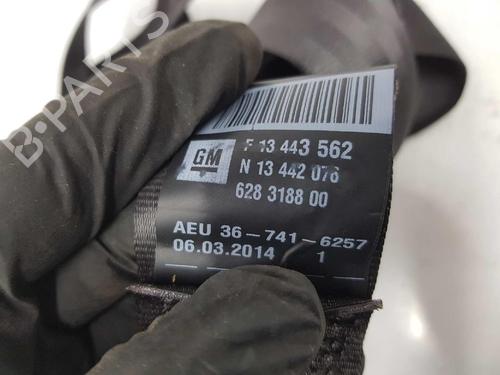 B-PARTS
GM
F 13 443 562
N 13 442 076
628 3188 00
AEU 36-741-6257
06.03.2014 / 1